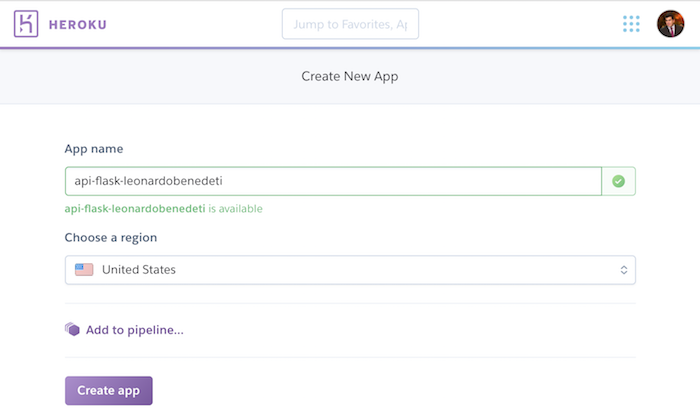 HEROKU
Jump to Favorites, Ap
Create New App
App name
api-flask-leonardobenedeti
api-flask-leonardobenedeti is available
Choose a region
United States
Add to pipeline...
Create app